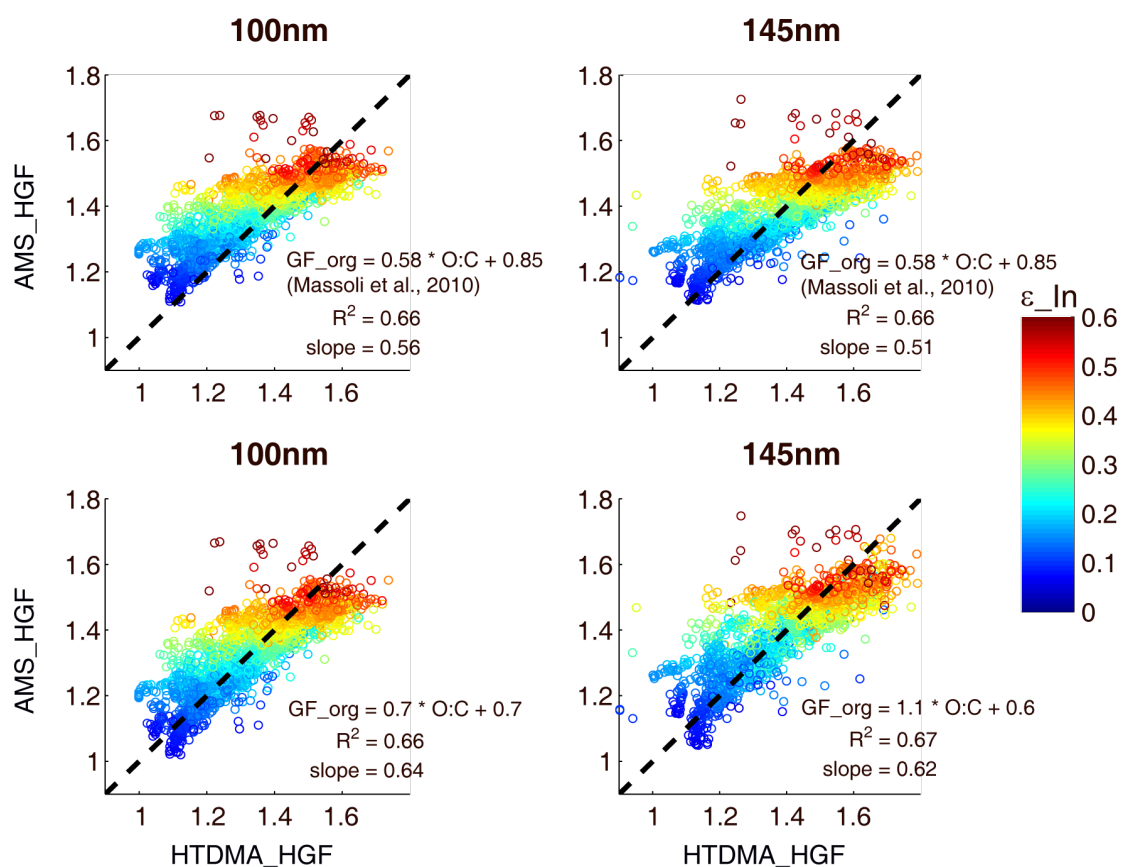 100nm
145nm
1.8
1.6
1.4
1.2
1
AMS_HGF
GF_org = 0.58 * O:C + 0.85
(Massoli et al., 2010)
R² = 0.66
slope = 0.56
1 1.2 1.4 1.6
1.8
1.6
1.4
1.2
1
GF_org = 0.58 * O:C + 0.85
(Massoli et al., 2010)
R² = 0.66
slope = 0.51
1 1.2 1.4 1.6
ε_In
0.6
0.5
0.4
0.3
0.2
0.1
0
100nm
145nm
1.8
1.6
1.4
1.2
1
AMS_HGF
GF_org = 0.7 * O:C + 0.7
R² = 0.66
slope = 0.64
1 1.2 1.4 1.6
HTDMA_HGF
1.8
1.6
1.4
1.2
1
GF_org = 1.1 * O:C + 0.6
R² = 0.67
slope = 0.62
1 1.2 1.4 1.6
HTDMA_HGF